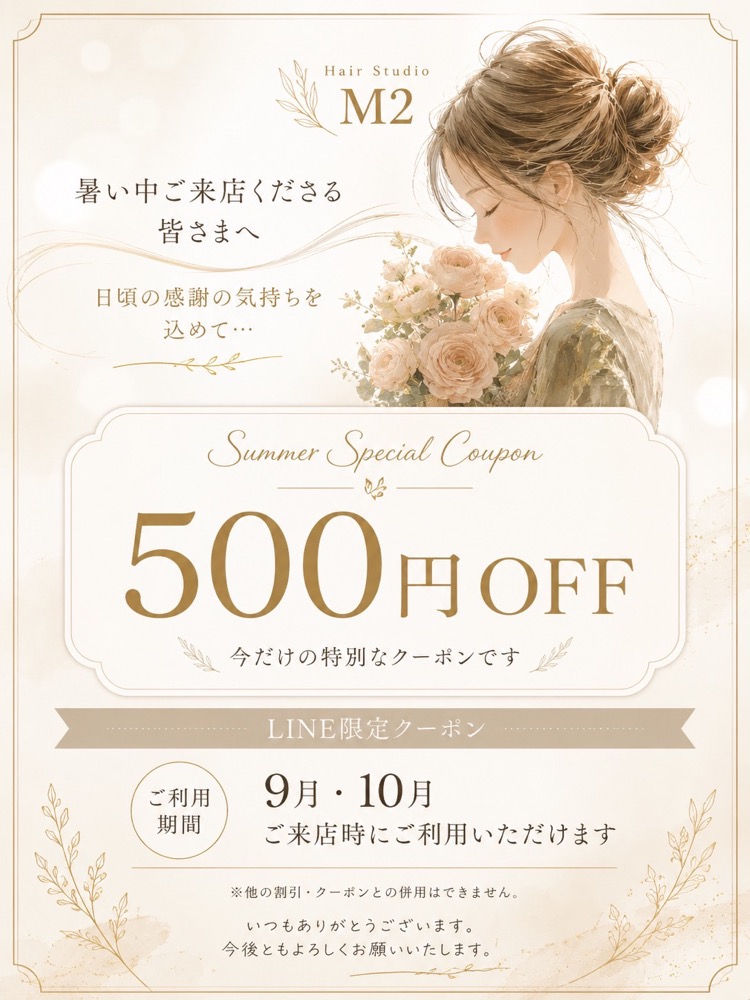 Hair Studio
M2
暑い中ご来店くださる
皆さまへ
日頃の感謝の気持ちを
込めて…
Summer Special Coupon
500円OFF
今だけの特別なクーポンです
LINE限定クーポン
ご利用
期間
9月・10月
ご来店時にご利用いただけます
※他の割引・クーポンとの併用はできません。
いつもありがとうございます。
今後ともよろしくお願いいたします。